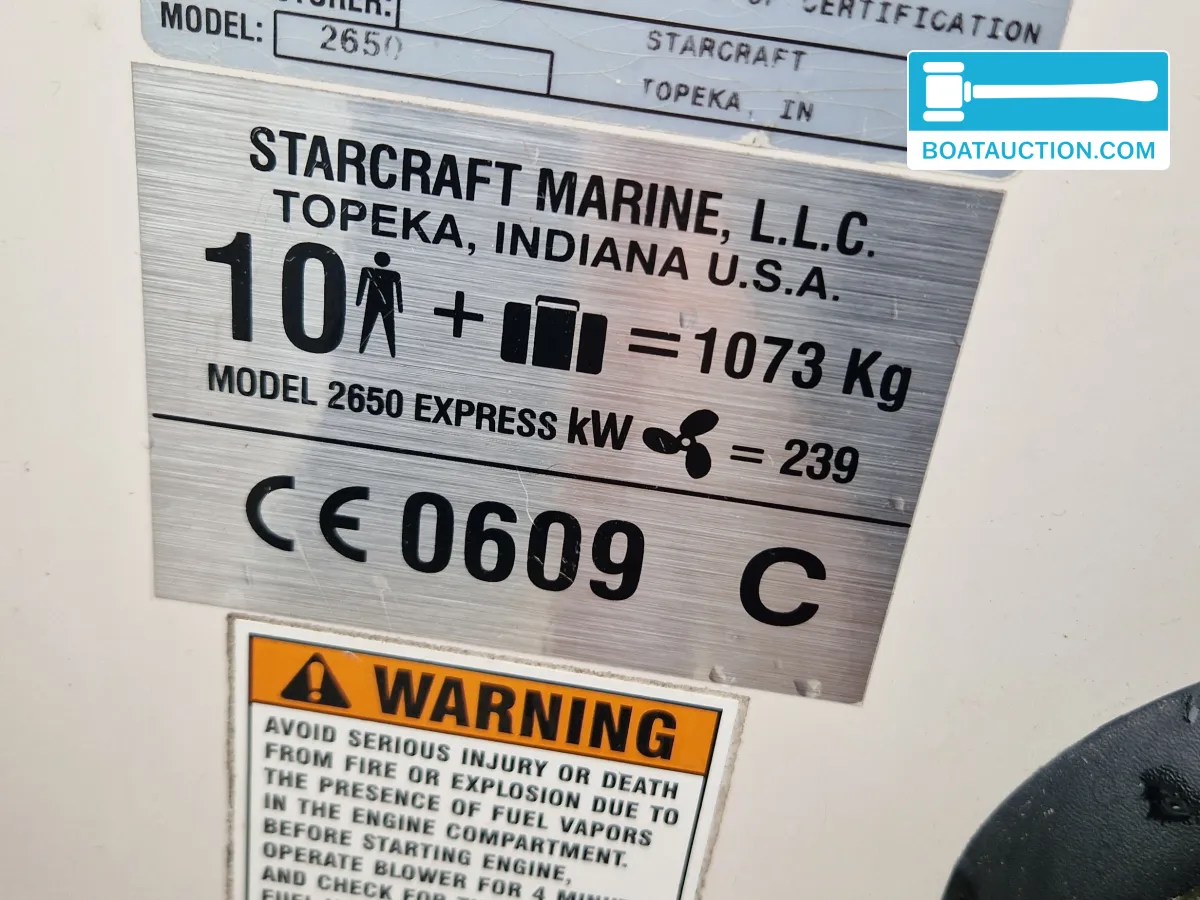 CERTIFICATION
MODEL: 2650
STARCRAFT
TOPEKA, IN
BOATAUCTION.COM
STARCRAFT MARINE, L.L.C.
TOPEKA, INDIANA U.S.A.
10 + = 1073 Kg
MODEL 2650 EXPRESS kW = 239
CE 0609 C
WARNING
AVOID SERIOUS INJURY OR DEATH
FROM FIRE OR EXPLOSION DUE TO
THE PRESENCE OF FUEL VAPORS
IN THE ENGINE COMPARTMENT.
BEFORE STARTING ENGINE,
OPERATE BLOWER FOR 4
AND CHECK FOR